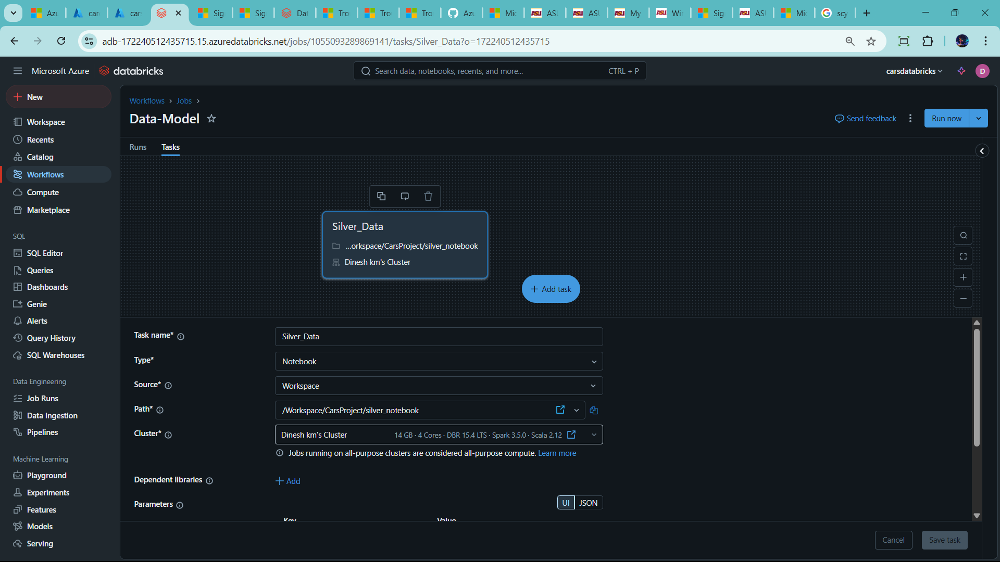 Azu
car
cars
Sig
Sig
Dat
Tro
Tro
Tro
Azu
Mic
ASU
ASU
My
Win
Sig
ASU
Mic
scy
adb-172240512435715.15.azuredatabricks.net/jobs/1055093289869141/tasks/Silver_Data?o=172240512435715
Microsoft Azure
databricks
Search data, notebooks, recents, and more...
CTRL + P
carsdatabricks
D
New
Workspace
Recents
Catalog
Workflows
Compute
Marketplace
SQL
SQL Editor
Queries
Dashboards
Genie
Alerts
Query History
SQL Warehouses
Data Engineering
Job Runs
Data Ingestion
Pipelines
Machine Learning
Playground
Experiments
Features
Models
Serving
Workflows › Jobs ›
Data-Model
Send feedback
Run now
Runs
Tasks
Silver_Data
...orkspace/CarsProject/silver_notebook
Dinesh km's Cluster
+ Add task
Task name*
Silver_Data
Type*
Notebook
Source*
Workspace
Path*
/Workspace/CarsProject/silver_notebook
Cluster*
Dinesh km's Cluster
14 GB · 4 Cores · DBR 15.4 LTS · Spark 3.5.0 · Scala 2.12
Jobs running on all-purpose clusters are considered all-purpose compute. Learn more
Dependent libraries
+ Add
Parameters
UI
JSON
Key
Value
Cancel
Save task